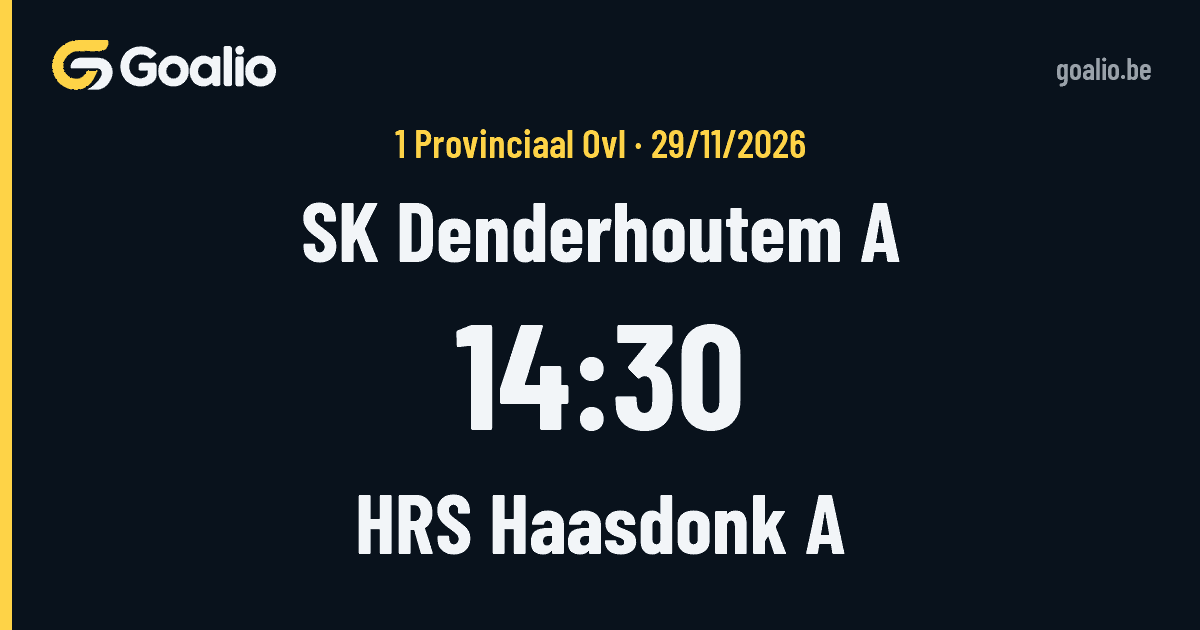 Goalio
goalio.be
1 Provinciaal Ovl · 29/11/2026
SK Denderhoutem A
14:30
HRS Haasdonk A